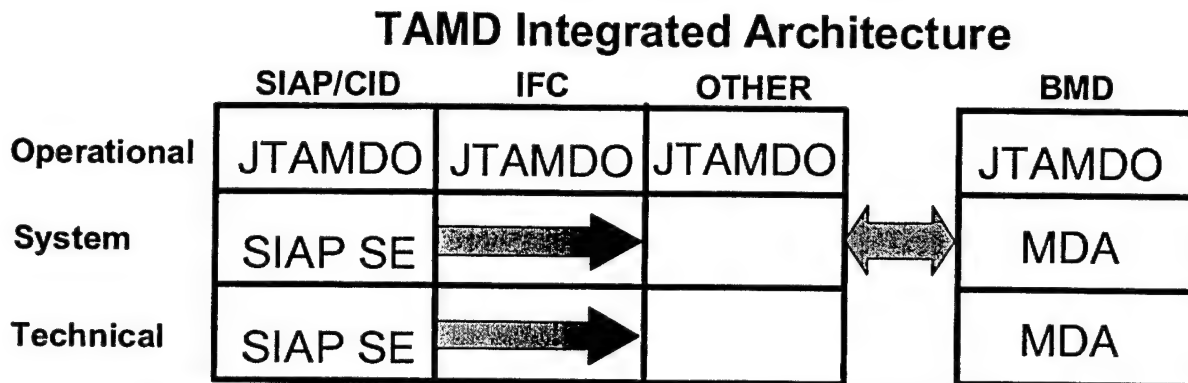 TAMD Integrated Architecture
SIAP/CID IFC OTHER BMD
Operational JTAMDO JTAMDO JTAMDO JTAMDO
System SIAP SE MDA
Technical SIAP SE MDA